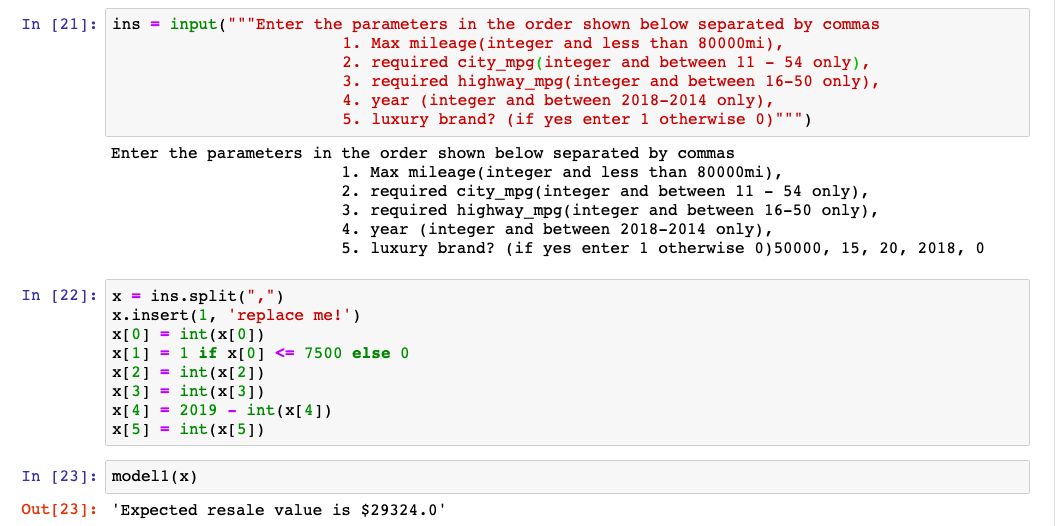 In [21]: ins = input("""Enter the parameters in the order shown below separated by commas
1. Max mileage(integer and less than 80000mi),
2. required city_mpg(integer and between 11 - 54 only),
3. required highway_mpg(integer and between 16-50 only),
4. year (integer and between 2018-2014 only),
5. luxury brand? (if yes enter 1 otherwise 0)""")
Enter the parameters in the order shown below separated by commas
1. Max mileage(integer and less than 80000mi),
2. required city_mpg(integer and between 11 - 54 only),
3. required highway_mpg(integer and between 16-50 only),
4. year (integer and between 2018-2014 only),
5. luxury brand? (if yes enter 1 otherwise 0)50000, 15, 20, 2018, 0
In [22]: x = ins.split(",")
x.insert(1, 'replace me!')
x[0] = int(x[0])
x[1] = 1 if x[0] <= 7500 else 0
x[2] = int(x[2])
x[3] = int(x[3])
x[4] = 2019 - int(x[4])
x[5] = int(x[5])
In [23]: model1(x)
Out[23]: 'Expected resale value is $29324.0'